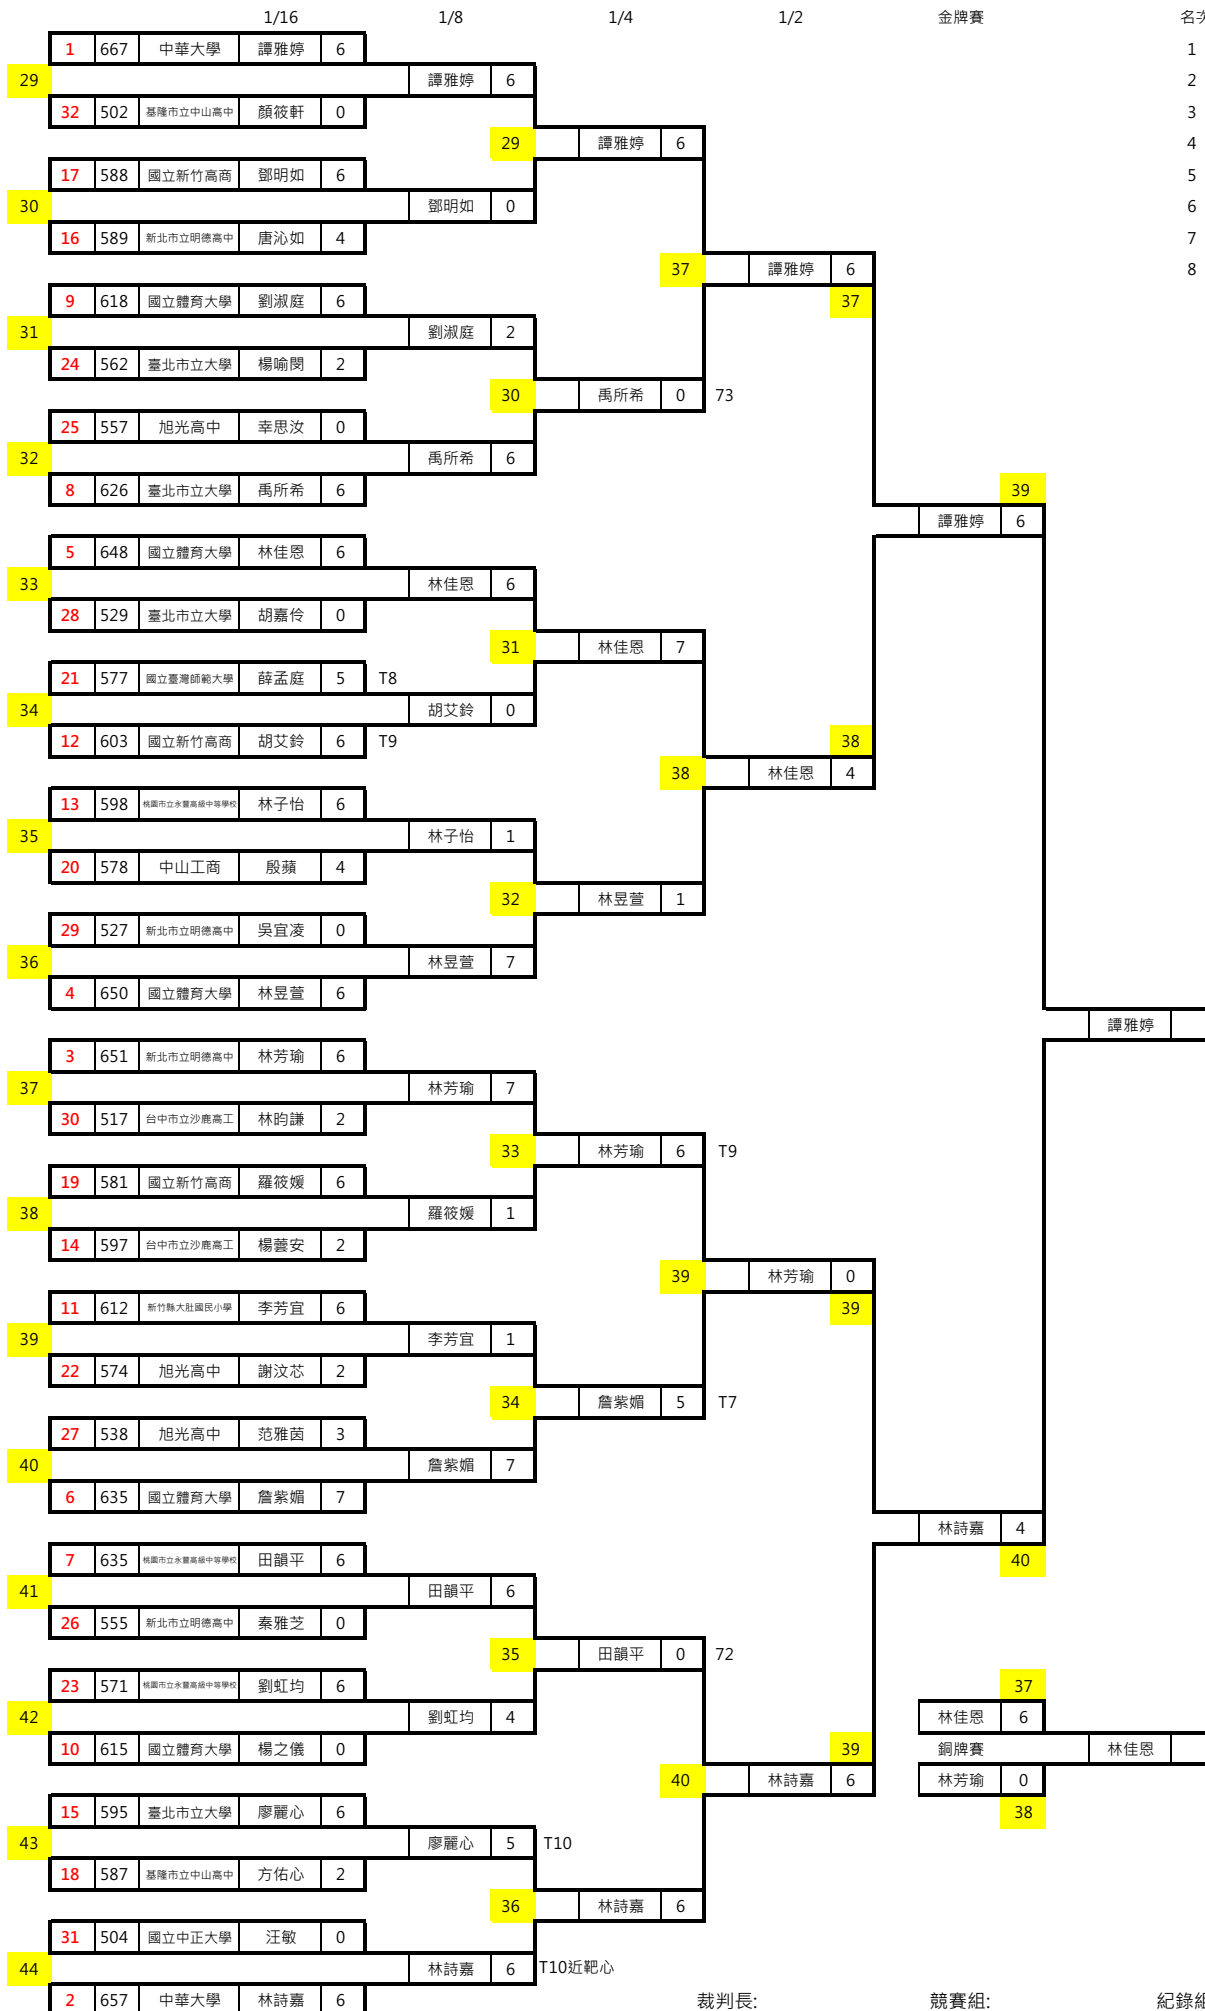 1/16 1/8 1/4 1/2 金牌賽
1 667 中華大學 譚雅婷 6 1
29 譚雅婷 6 2
32 502 基隆市立中山高中 顏筱軒 0 3
29 譚雅婷 6 4
17 588 國立新竹高商 鄧明如 6 5
30 鄧明如 0 6
16 589 新北市立明德高中 唐沁如 4 7
37 譚雅婷 6 8
9 618 國立體育大學 劉淑庭 6 37
31 劉淑庭 2
24 562 臺北市立大學 楊喻閔 2
30 禹所希 0 73
25 557 旭光高中 幸思汝 0
32 禹所希 6
8 626 臺北市立大學 禹所希 6 39
譚雅婷 6
5 648 國立體育大學 林佳恩 6
33 林佳恩 6
28 529 臺北市立大學 胡嘉伶 0
31 林佳恩 7
21 577 國立臺灣師範大學 薛孟庭 5 T8
34 胡艾鈴 0
12 603 國立新竹高商 胡艾鈴 6 T9 38
38 林佳恩 4
13 598 桃園市立永豐高級中等學校 林子怡 6
35 林子怡 1
20 578 中山工商 殷蘋 4
32 林昱萱 1
29 527 新北市立明德高中 吳宜凌 0
36 林昱萱 7
4 650 國立體育大學 林昱萱 6
譚雅婷
3 651 新北市立明德高中 林芳瑜 6
37 林芳瑜 7
30 517 台中市立沙鹿高工 林昀謙 2
33 林芳瑜 6 T9
19 581 國立新竹高商 羅筱媛 6
38 羅筱媛 1
14 597 台中市立沙鹿高工 楊蕓安 2
39 林芳瑜 0
11 612 新竹縣大肚國民小學 李芳宜 6 39
39 李芳宜 1
22 574 旭光高中 謝汶芯 2
34 詹紫媚 5 T7
27 538 旭光高中 范雅茵 3
40 詹紫媚 7
6 635 國立體育大學 詹紫媚 7
林詩嘉 4
7 635 桃園市立永豐高級中等學校 田韻平 6 40
41 田韻平 6
26 555 新北市立明德高中 秦雅芝 0
35 田韻平 0 72
23 571 桃園市立永豐高級中等學校 劉虹均 6 37
42 劉虹均 4 林佳恩 6
10 615 國立體育大學 楊之儀 0 39 銅牌賽 林佳恩
40 林詩嘉 6 林芳瑜 0
15 595 臺北市立大學 廖麗心 6 38
43 廖麗心 5 T10
18 587 基隆市立中山高中 方佑心 2
36 林詩嘉 6
31 504 國立中正大學 汪敏 0
44 林詩嘉 6 T10近靶心
2 657 中華大學 林詩嘉 6 裁判長: 競賽組: 紀錄